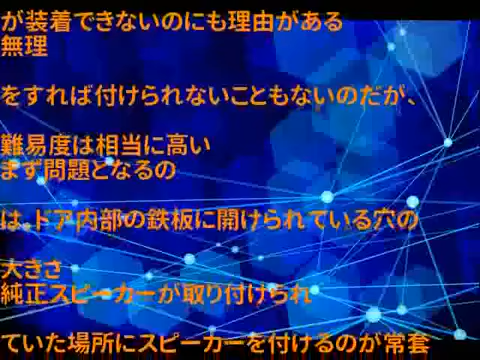 が装着できないのにも理由がある
無理
をすれば付けられないこともないのだが、
難易度は相当に高い
まず問題となるの
は、ドア内部の鉄板に開けられている穴の
大きさ
純正スピーカーが取り付けられ
ていた場所にスピーカーを付けるのが常套